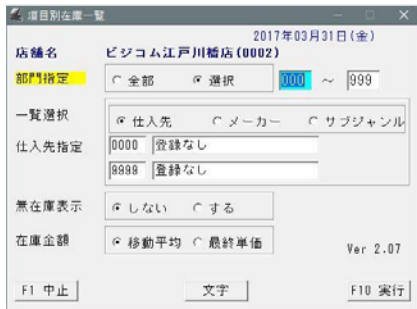 項目別在庫一覧
2017年03月31日(金)
店舗名 ビジコム江戸川橋店(0002)
部門指定 全部 選択 000 ~ 999
一覧選択 仕入先 メーカー サブジャンル
仕入先指定 0000 登録なし
9999 登録なし
無在庫表示 しない する
在庫金額 移動平均 最終単価
Ver 2.07
F1 中止 文字 F10 実行